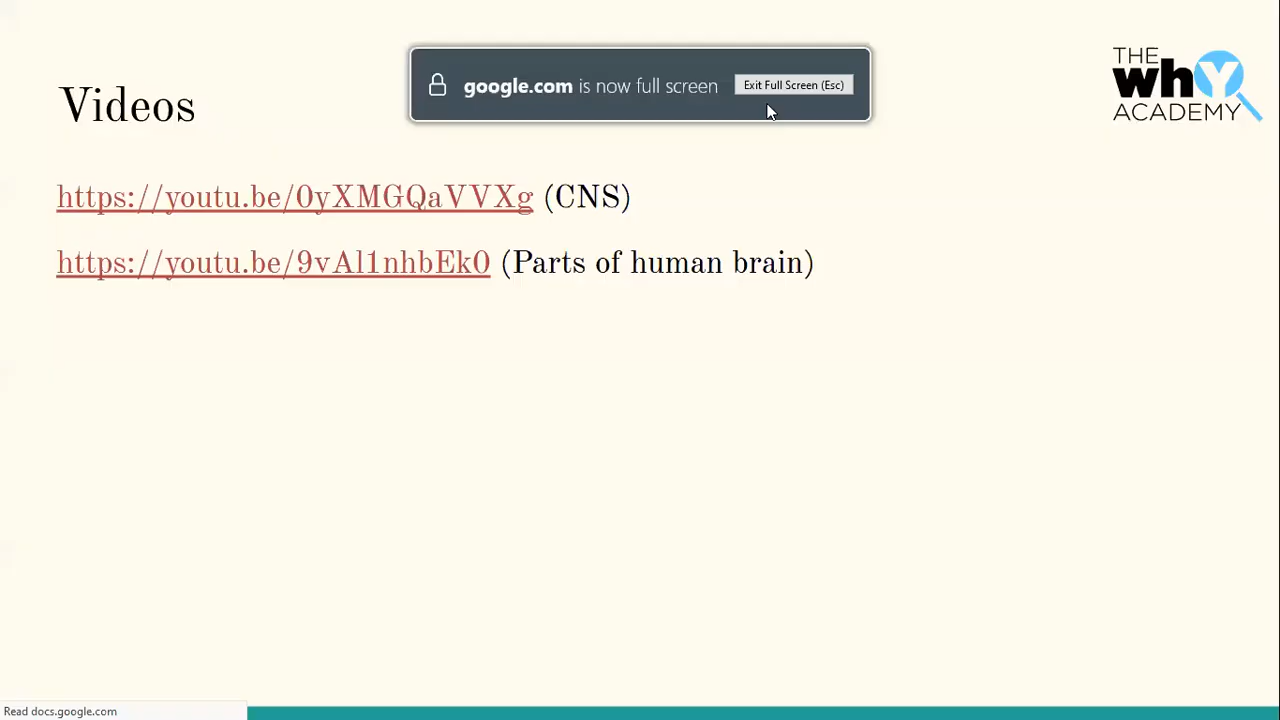 google.com is now full screen Exit Full Screen (Esc)
THE
whY
ACADEMY
Videos
https://youtu.be/0yXMGQaVVXg (CNS)
https://youtu.be/9vAl1nhbEk0 (Parts of human brain)
Read docs.google.com